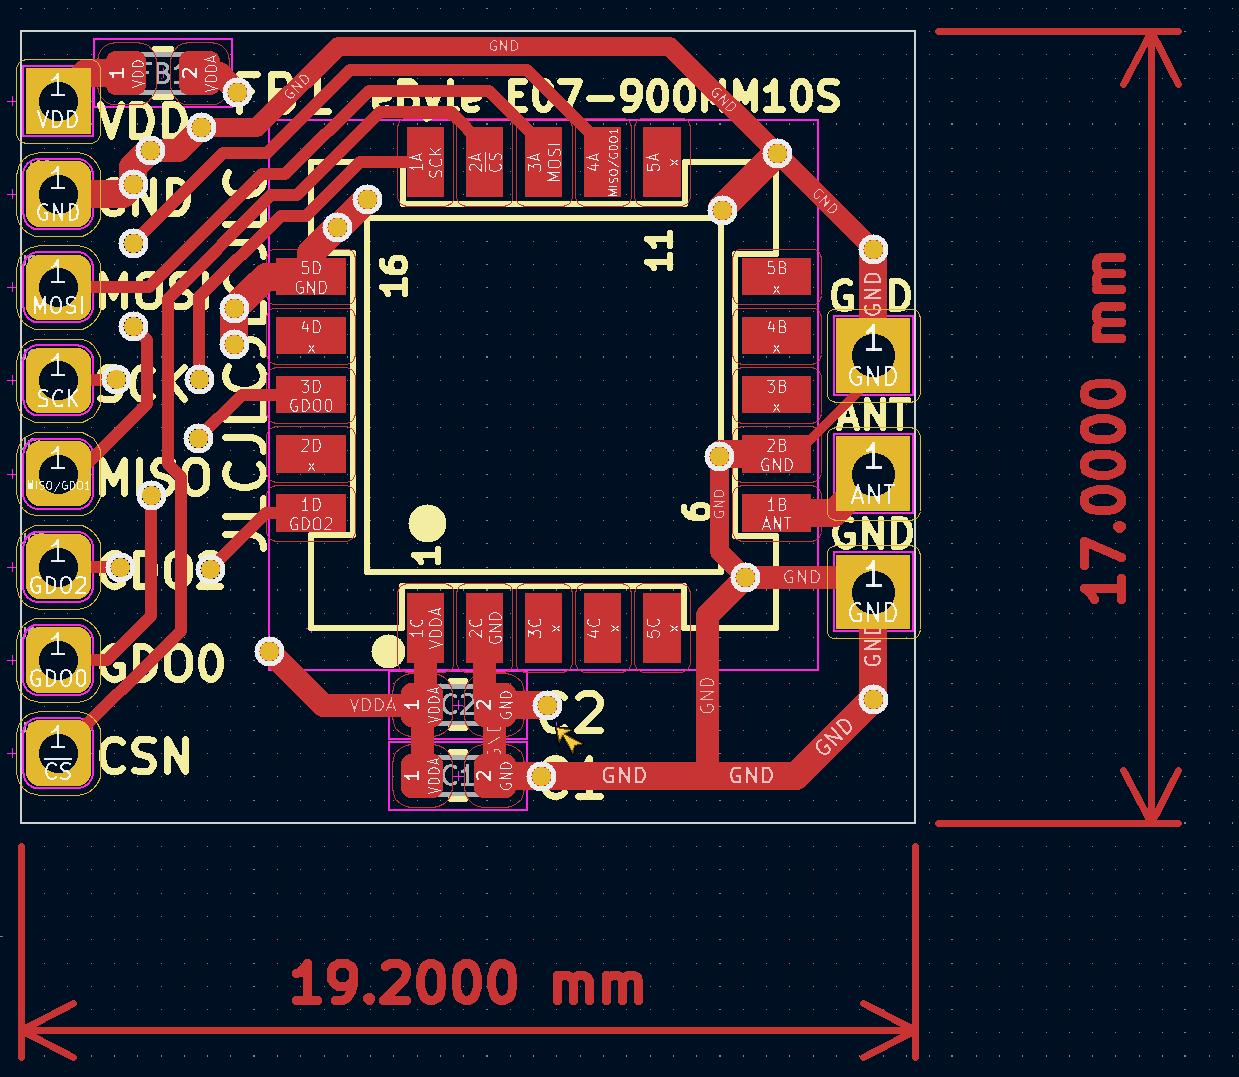 GND
1 VDD FB1 2 VDDA
FB1 eByte E07-900MM10S
1
VDD
VDD
GND
GND
1A
SCK
2A
CS
3A
MOSI
4A
MISO/GDO1
5A
x
1
GND
GND
GND
16
11
5D
GND
5B
x
1
MOSI
MOSI
G D
GND
4D
x
4B
x
1
GND
1
SCK
SCK
3D
GDO0
3B
x
ANT
JLCJLCJLCJLC
1
MISO/GDO1
MISO
2D
x
2B
GND
1
ANT
1D
GDO2
6
GND
1B
ANT
GND
1
GDO2
GDO2
1
GND
1
GND
1C
VDDA
2C
GND
3C
x
4C
x
5C
x
1
GDO0
GDO0
GND
VDDA
1 VDDA C2 2 GND
C2
GND
GND
1
CS
CSN
1 VDDA C1 2 GND
C1
GND
GND
17.0000 mm
19.2000 mm